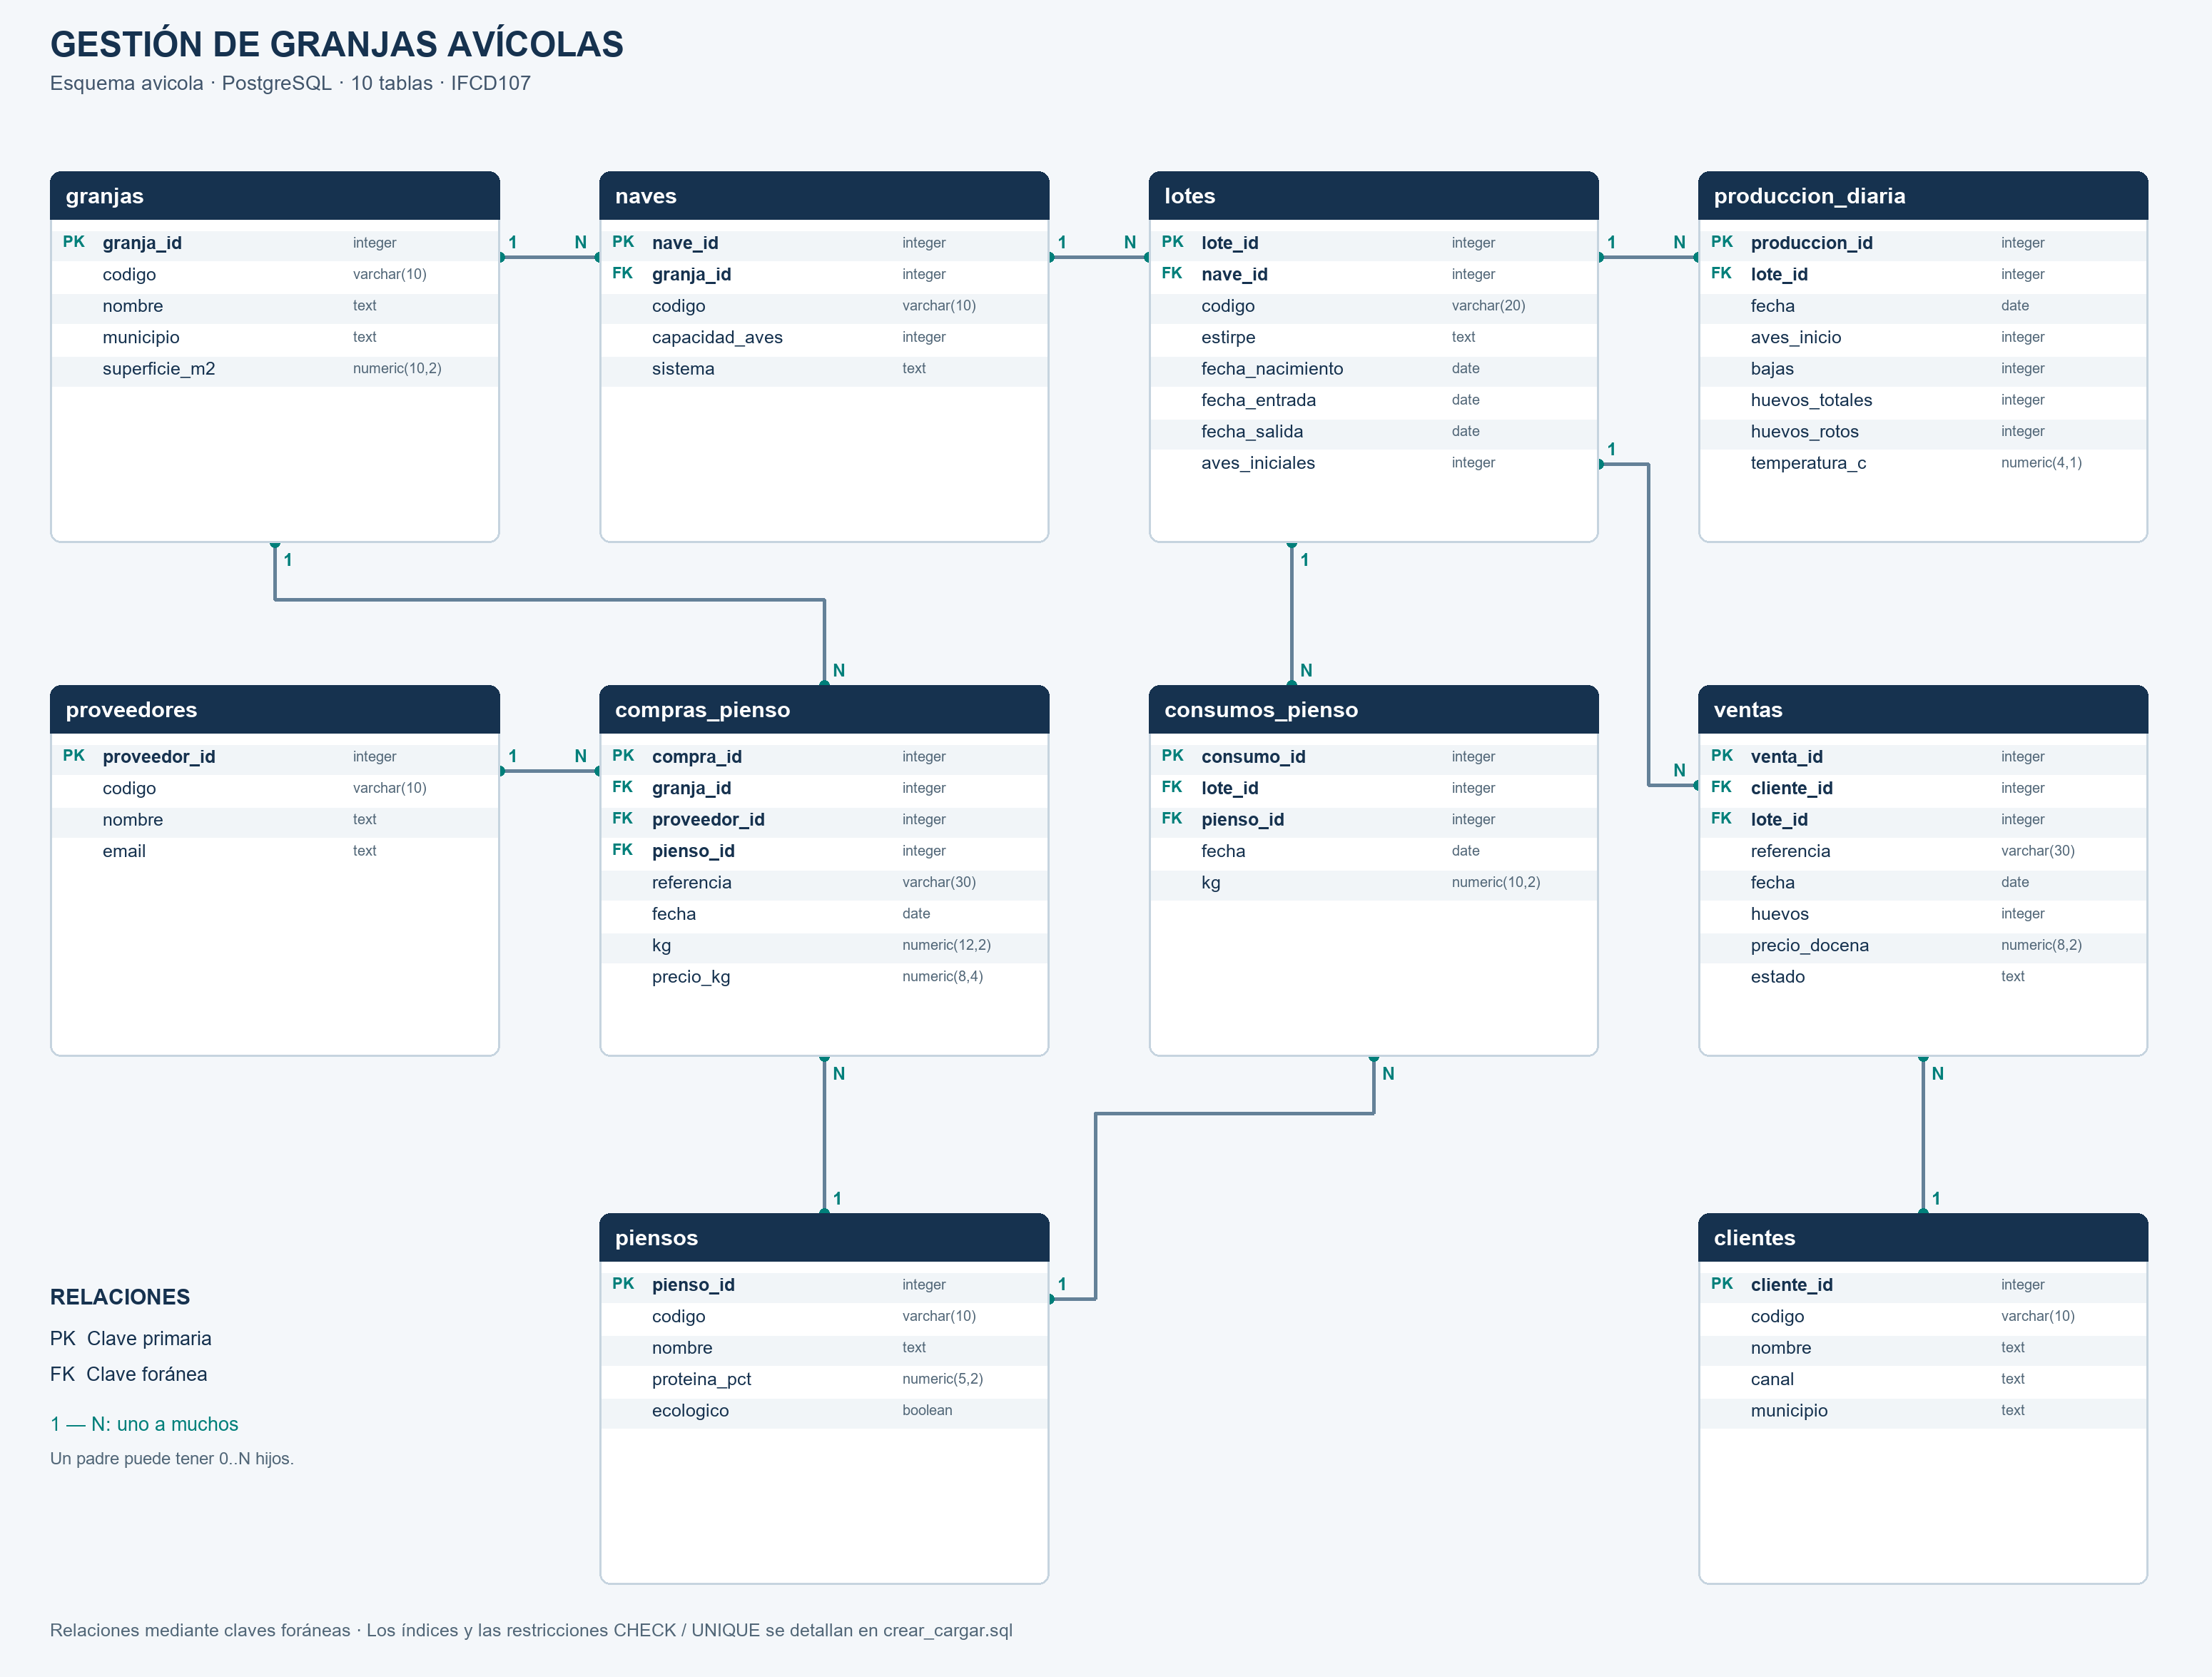 GESTIÓN DE GRANJAS AVÍCOLAS
Esquema avicola · PostgreSQL · 10 tablas · IFCD107
granjas
PK granja_id integer
codigo varchar(10)
nombre text
municipio text
superficie_m2 numeric(10,2)
1 N
naves
PK nave_id integer
FK granja_id integer
codigo varchar(10)
capacidad_aves integer
sistema text
1 N
lotes
PK lote_id integer
FK nave_id integer
codigo varchar(20)
estirpe text
fecha_nacimiento date
fecha_entrada date
fecha_salida date
aves_iniciales integer
1 N
1
produccion_diaria
PK produccion_id integer
FK lote_id integer
fecha date
aves_inicio integer
bajas integer
huevos_totales integer
huevos_rotos integer
temperatura_c numeric(4,1)
1
1
N
N
proveedores
PK proveedor_id integer
codigo varchar(10)
nombre text
email text
1 N
compras_pienso
PK compra_id integer
FK granja_id integer
FK proveedor_id integer
FK pienso_id integer
referencia varchar(30)
fecha date
kg numeric(12,2)
precio_kg numeric(8,4)
consumos_pienso
PK consumo_id integer
FK lote_id integer
FK pienso_id integer
fecha date
kg numeric(10,2)
N
ventas
PK venta_id integer
FK cliente_id integer
FK lote_id integer
referencia varchar(30)
fecha date
huevos integer
precio_docena numeric(8,2)
estado text
N
N
N
1
1
piensos
PK pienso_id integer
codigo varchar(10)
nombre text
proteina_pct numeric(5,2)
ecologico boolean
1
clientes
PK cliente_id integer
codigo varchar(10)
nombre text
canal text
municipio text
RELACIONES
PK Clave primaria
FK Clave foránea
1 — N: uno a muchos
Un padre puede tener 0..N hijos.
Relaciones mediante claves foráneas · Los índices y las restricciones CHECK / UNIQUE se detallan en crear_cargar.sql